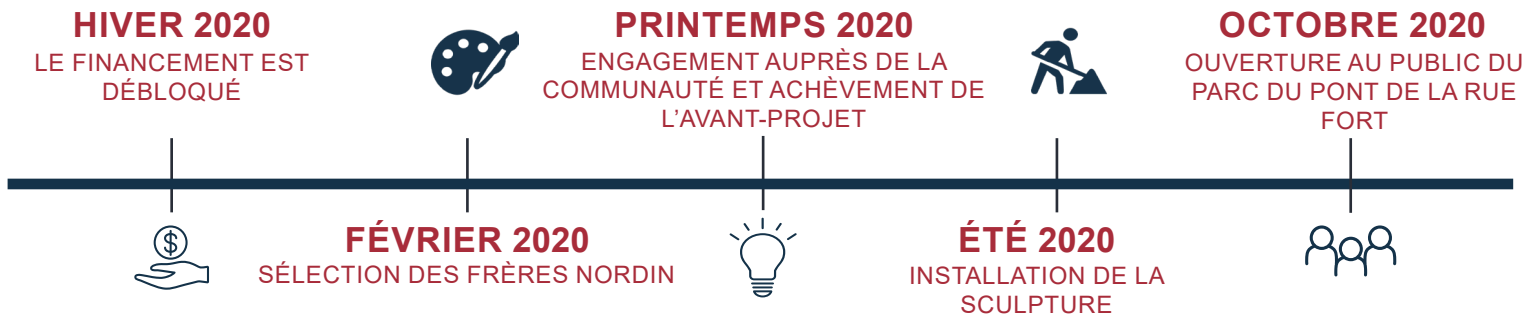 HIVER 2020
LE FINANCEMENT EST
DÉBLOQUÉ
FÉVRIER 2020
SÉLECTION DES FRÈRES NORDIN
PRINTEMPS 2020
ENGAGEMENT AUPRÈS DE LA
COMMUNAUTÉ ET ACHÈVEMENT DE
L’AVANT-PROJET
ÉTÉ 2020
INSTALLATION DE LA
SCULPTURE
OCTOBRE 2020
OUVERTURE AU PUBLIC DU
PARC DU PONT DE LA RUE
FORT
$